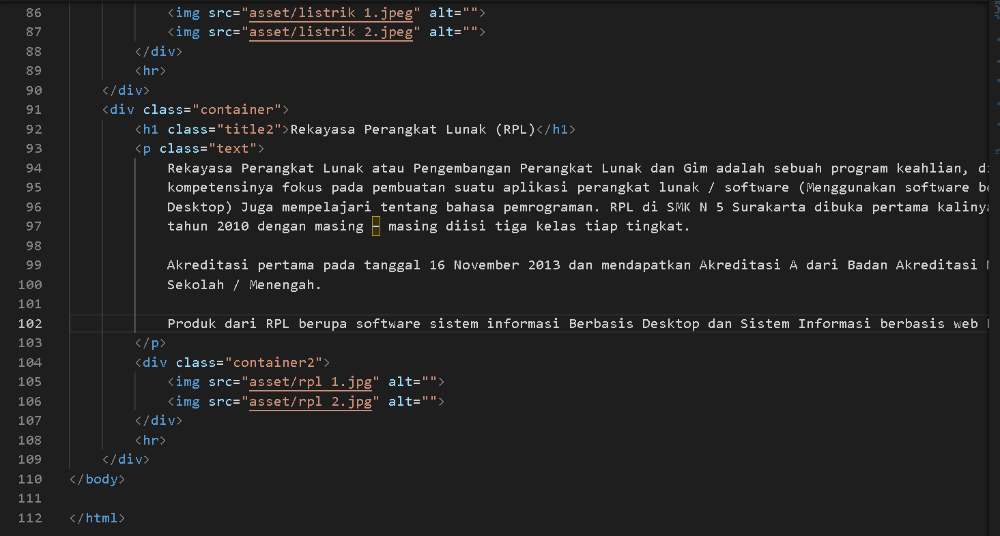 86 <img src="asset/listrik 1.jpeg" alt="">
87 <img src="asset/listrik 2.jpeg" alt="">
88 </div>
89 <hr>
90 </div>
91 <div class="container">
92 <h1 class="title2">Rekayasa Perangkat Lunak (RPL)</h1>
93 <p class="text">
94 Rekayasa Perangkat Lunak atau Pengembangan Perangkat Lunak dan Gim adalah sebuah program keahlian,
95 kompetensinya fokus pada pembuatan suatu aplikasi perangkat lunak / software (Menggunakan software
96 Desktop) Juga mempelajari tentang bahasa pemrograman. RPL di SMK N 5 Surakarta dibuka pertama kalinya
97 tahun 2010 dengan masing – masing diisi tiga kelas tiap tingkat.
98
99 Akreditasi pertama pada tanggal 16 November 2013 dan mendapatkan Akreditasi A dari Badan Akreditasi
100 Sekolah / Menengah.
101
102 Produk dari RPL berupa software sistem informasi Berbasis Desktop dan Sistem Informasi berbasis web
103 </p>
104 <div class="container2">
105 <img src="asset/rpl 1.jpg" alt="">
106 <img src="asset/rpl 2.jpg" alt="">
107 </div>
108 <hr>
109 </div>
110 </body>
111
112 </html>